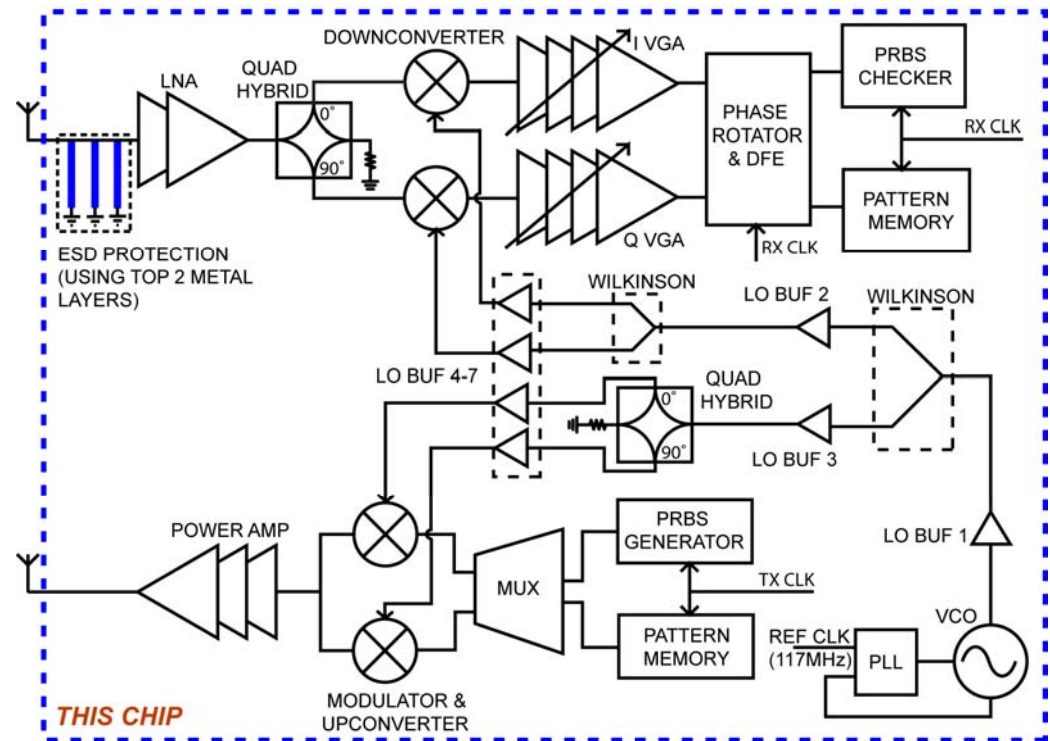 DOWNCONVERTER
I VGA
PRBS
CHECKER
LNA
QUAD
HYBRID
0°
90°
PHASE
ROTATOR
& DFE
RX CLK
PATTERN
MEMORY
ESD PROTECTION
(USING TOP 2 METAL
LAYERS)
Q VGA
RX CLK
WILKINSON
LO BUF 2
WILKINSON
LO BUF 4-7
QUAD
HYBRID
0°
90°
LO BUF 3
POWER AMP
PRBS
GENERATOR
LO BUF 1
MUX
TX CLK
PATTERN
MEMORY
VCO
REF CLK
(117MHz)
PLL
MODULATOR &
UPCONVERTER
THIS CHIP